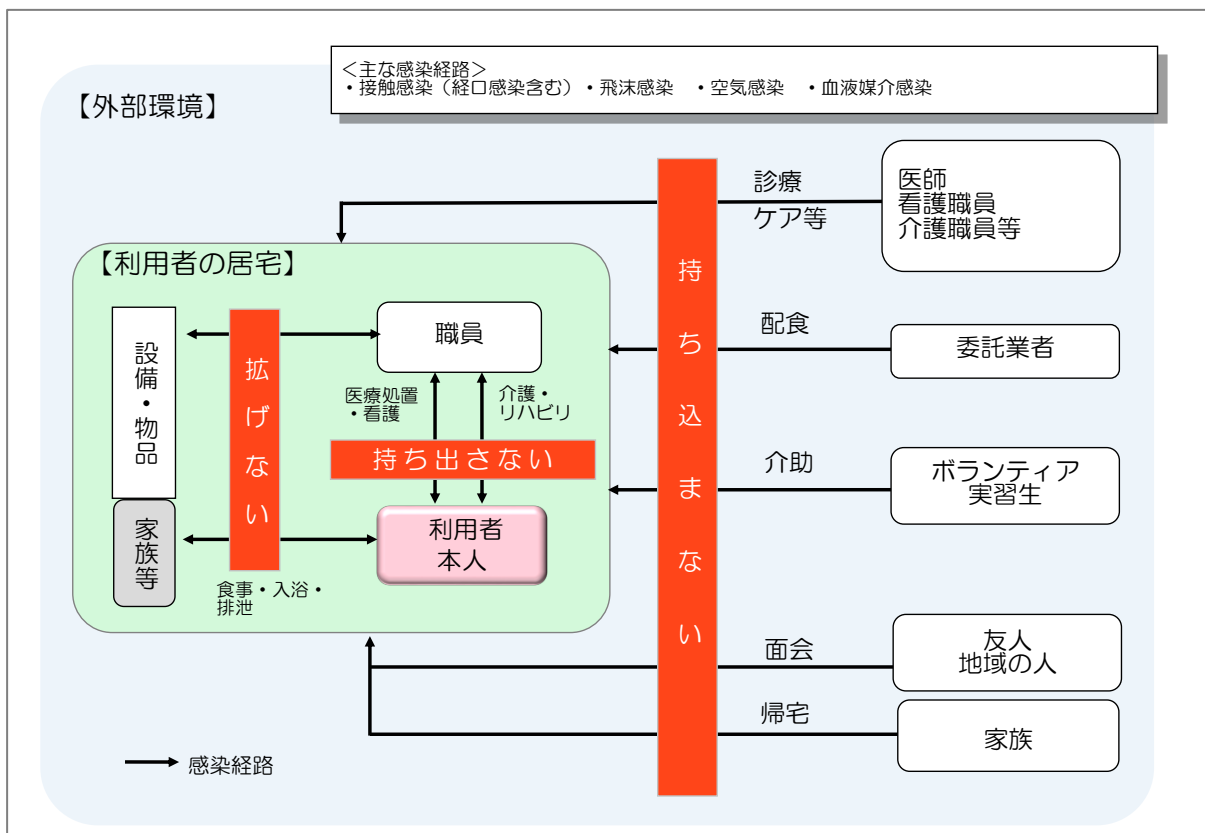 ＜主な感染経路＞
・接触感染（経口感染含む）・飛沫感染　・空気感染　・血液媒介感染
【外部環境】
診療
ケア等
医師
看護職員
介護職員等
【利用者の居宅】
持ち込まない
設備・物品
拡げない
職員
配食
委託業者
医療処置
・看護
介護・
リハビリ
持ち出さない
介助
ボランティア
実習生
家族等
利用者
本人
食事・入浴・
排泄
面会
友人
地域の人
帰宅
家族
感染経路